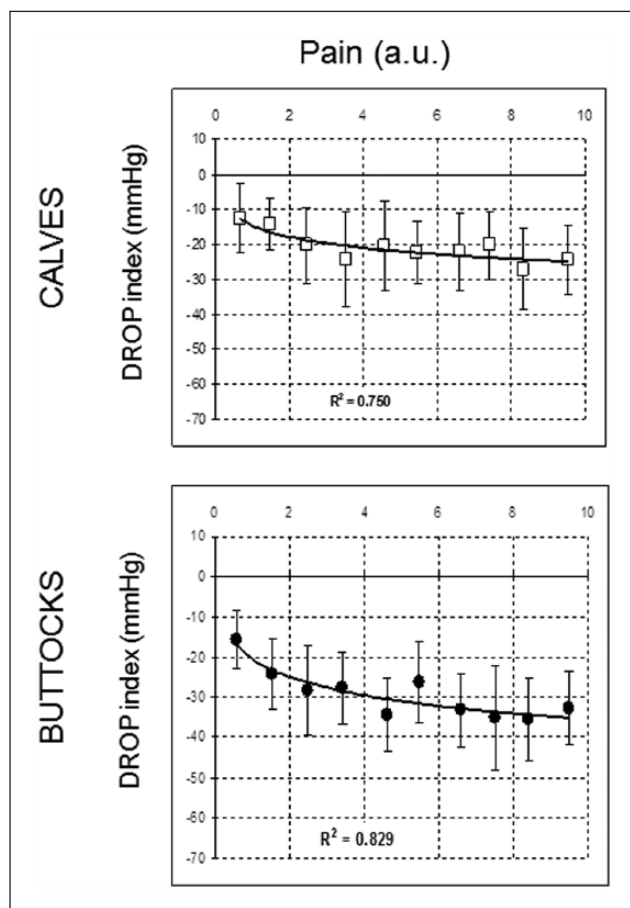 Pain (a.u.)
CALVES
DROP index (mmHg)
0 2 4 6 8 10
10
0
-10
-20
-30
-40
-50
-60
-70
R² = 0.750
BUTTOCKS
DROP index (mmHg)
0 2 4 6 8 10
10
0
-10
-20
-30
-40
-50
-60
-70
R² = 0.829